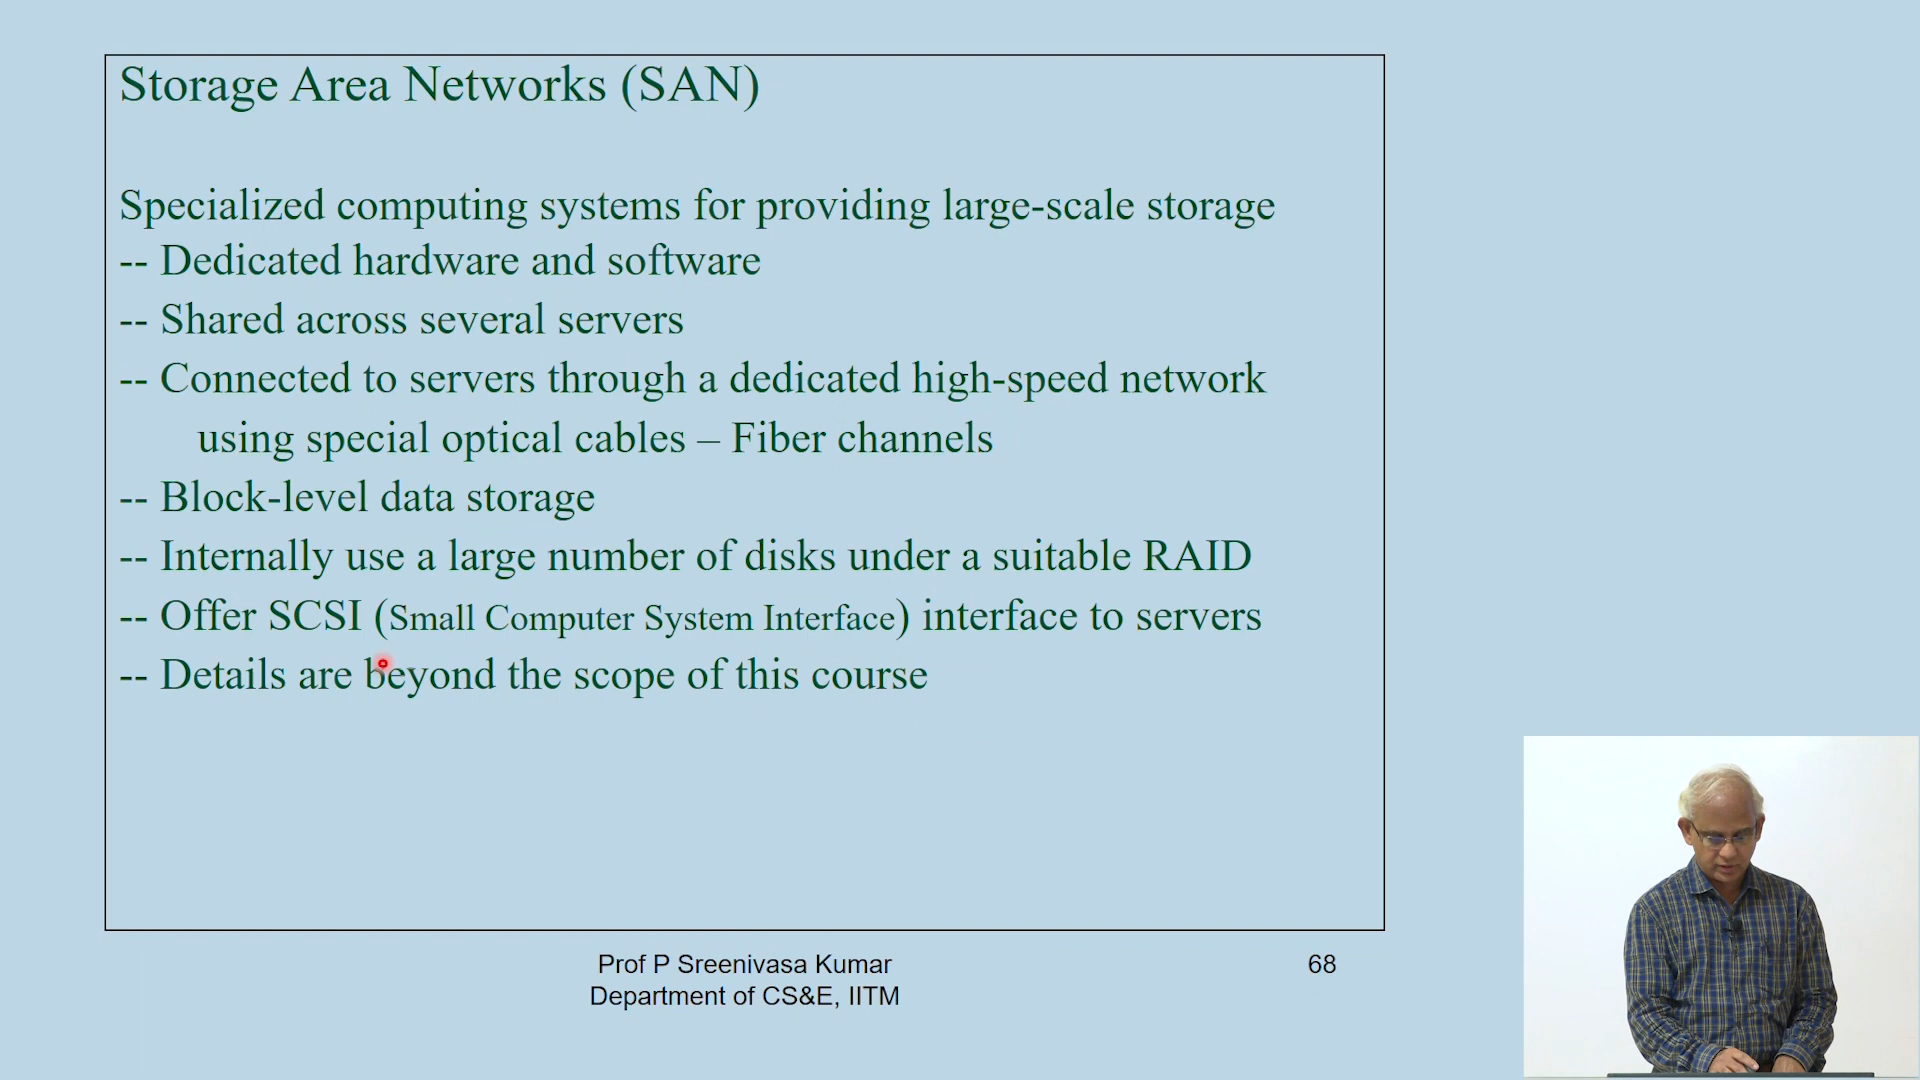 Storage Area Networks (SAN)
Specialized computing systems for providing large-scale storage
-- Dedicated hardware and software
-- Shared across several servers
-- Connected to servers through a dedicated high-speed network
using special optical cables – Fiber channels
-- Block-level data storage
-- Internally use a large number of disks under a suitable RAID
-- Offer SCSI (Small Computer System Interface) interface to servers
-- Details are beyond the scope of this course
Prof P Sreenivasa Kumar
Department of CS&E, IITM
68